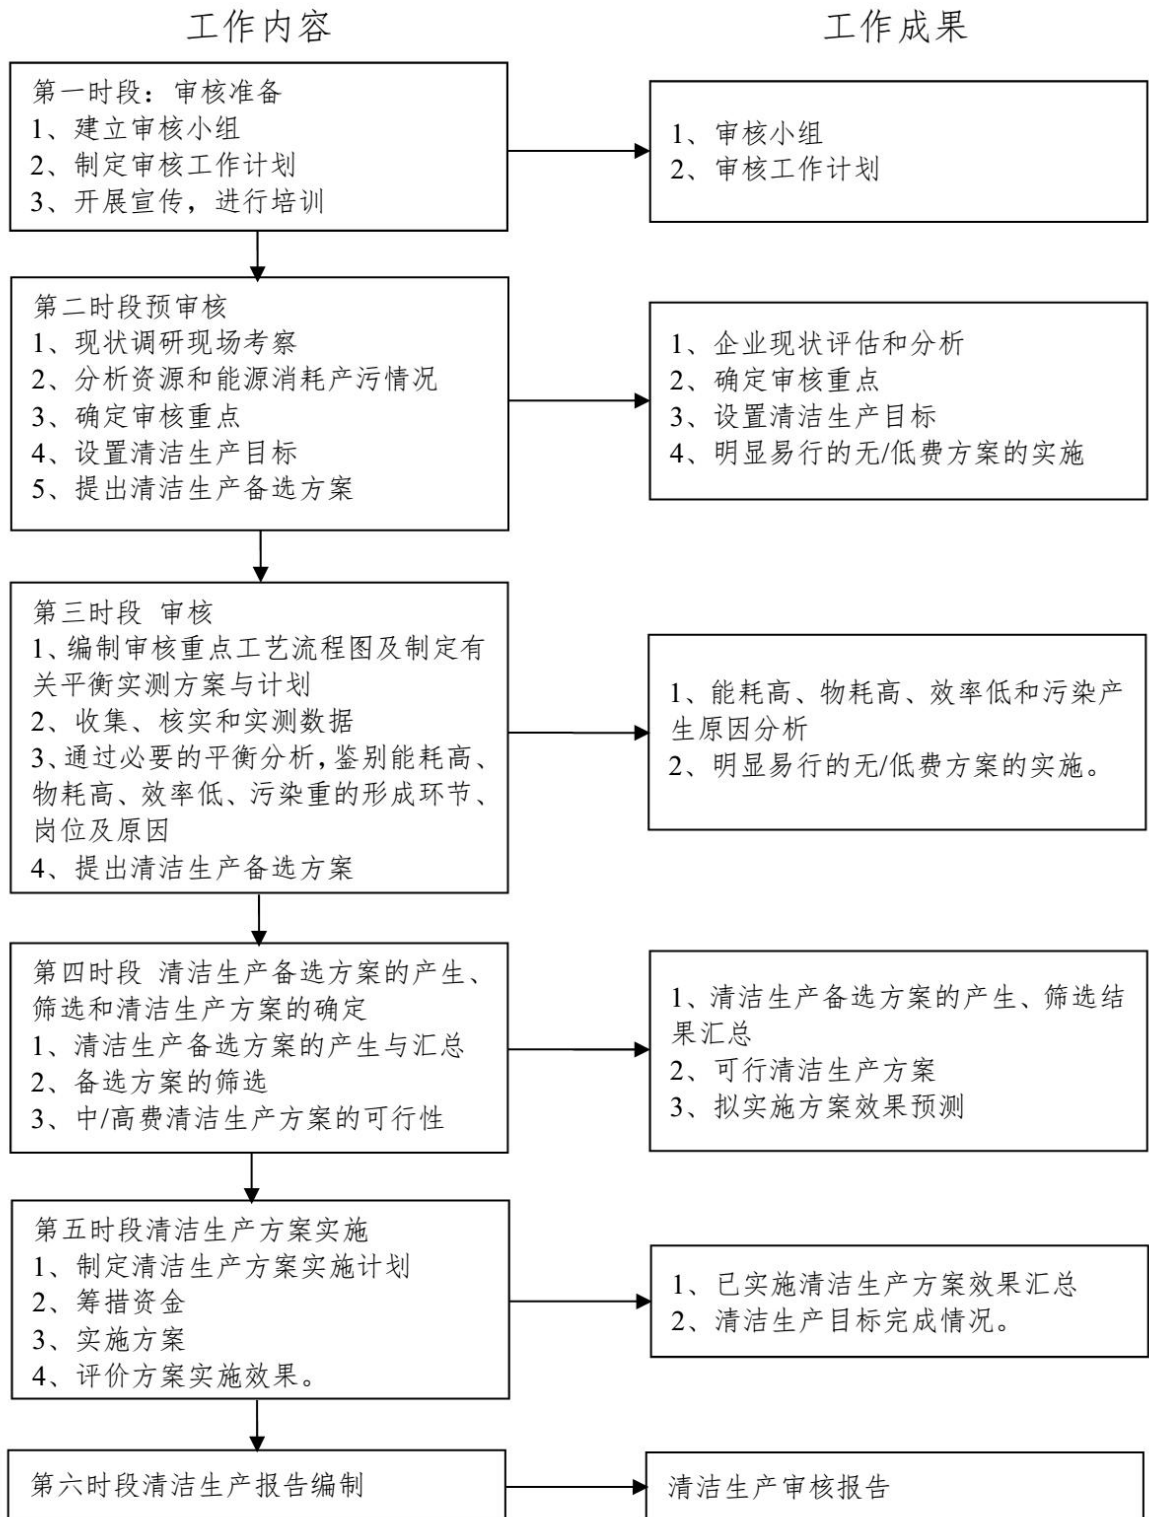 工作内容
工作成果
第一时段：审核准备
1、建立审核小组
2、制定审核工作计划
3、开展宣传，进行培训
1、审核小组
2、审核工作计划
第二时段预审核
1、现状调研现场考察
2、分析资源和能源消耗产污情况
3、确定审核重点
4、设置清洁生产目标
5、提出清洁生产备选方案
1、企业现状评估和分析
2、确定审核重点
3、设置清洁生产目标
4、明显易行的无/低费方案的实施
第三时段 审核
1、编制审核重点工艺流程图及制定有
关平衡实测方案与计划
2、收集、核实和实测数据
3、通过必要的平衡分析，鉴别能耗高、
物耗高、效率低、污染重的形成环节、
岗位及原因
4、提出清洁生产备选方案
1、能耗高、物耗高、效率低和污染产
生原因分析
2、明显易行的无/低费方案的实施。
第四时段 清洁生产备选方案的产生、
筛选和清洁生产方案的确定
1、清洁生产备选方案的产生与汇总
2、备选方案的筛选
3、中/高费清洁生产方案的可行性
1、清洁生产备选方案的产生、筛选结
果汇总
2、可行清洁生产方案
3、拟实施方案效果预测
第五时段清洁生产方案实施
1、制定清洁生产方案实施计划
2、筹措资金
3、实施方案
4、评价方案实施效果。
1、已实施清洁生产方案效果汇总
2、清洁生产目标完成情况。
第六时段清洁生产报告编制
清洁生产审核报告